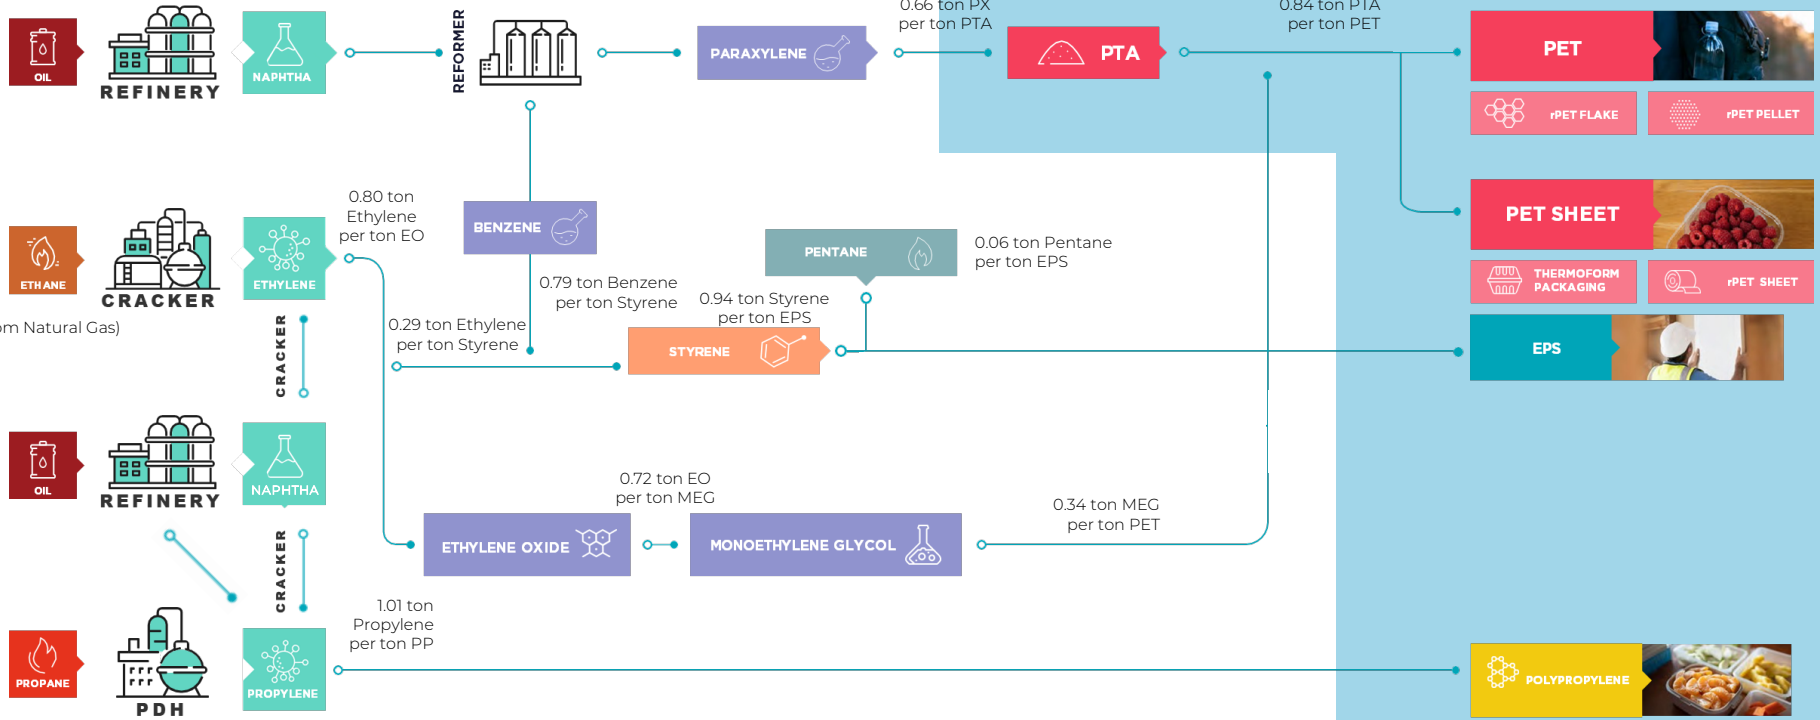 0.66 ton PX
per ton PTA
0.84 ton PTA
per ton PET
OIL
REFINERY
NAPHTHA
REFORMER
PARAXYLENE
PTA
PET
rPET FLAKE
rPET PELLET
0.80 ton
Ethylene
per ton EO
ETHANE
CRACKER
ETHYLENE
BENZENE
PENTANE
0.06 ton Pentane
per ton EPS
PET SHEET
THERMOFORM
PACKAGING
rPET SHEET
0.79 ton Benzene
per ton Styrene
0.94 ton Styrene
per ton EPS
om Natural Gas)
CRACKER
0.29 ton Ethylene
per ton Styrene
STYRENE
EPS
OIL
REFINERY
NAPHTHA
0.72 ton EO
per ton MEG
0.34 ton MEG
per ton PET
CRACKER
ETHYLENE OXIDE
MONOETHYLENE GLYCOL
1.01 ton
Propylene
per ton PP
PROPANE
PDH
PROPYLENE
POLYPROPYLENE